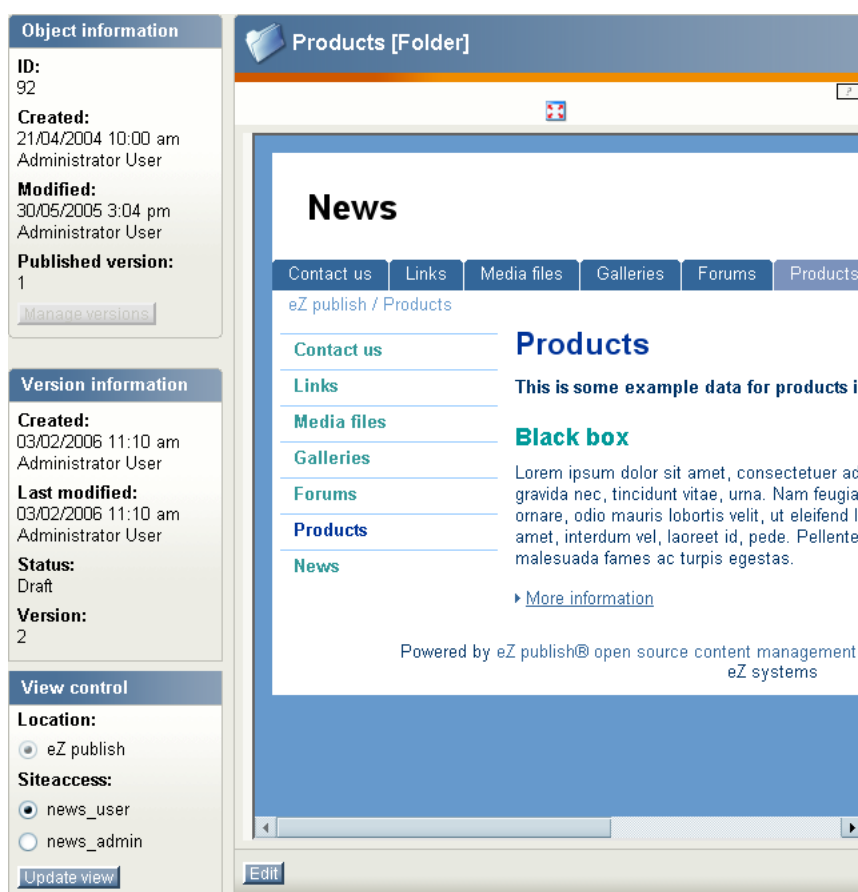 Object information
ID:
92
Created:
21/04/2004 10:00 am
Administrator User
Modified:
30/05/2005 3:04 pm
Administrator User
Published version:
1
Manage versions
Version information
Created:
03/02/2006 11:10 am
Administrator User
Last modified:
03/02/2006 11:10 am
Administrator User
Status:
Draft
Version:
2
View control
Location:
eZ publish
Siteaccess:
news_user
news_admin
Update view
Products [Folder]
?
News
Contact us Links Media files Galleries Forums Products
eZ publish / Products
Contact us
Links
Media files
Galleries
Forums
Products
News
Products
This is some example data for products i
Black box
Lorem ipsum dolor sit amet, consectetuer ad
gravida nec, tincidunt vitae, urna. Nam feugia
ornare, odio mauris lobortis velit, ut eleifend l
amet, interdum vel, laoreet id, pede. Pellente
malesuada fames ac turpis egestas.
More information
Powered by eZ publish® open source content management
eZ systems
Edit